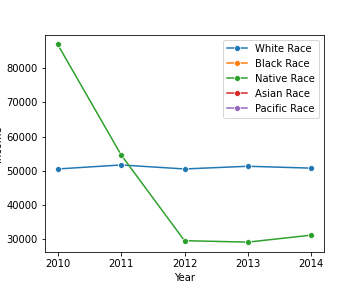 White Race
Black Race
Native Race
Asian Race
Pacific Race
80000
70000
60000
50000
40000
30000
2010 2011 2012 2013 2014
Year